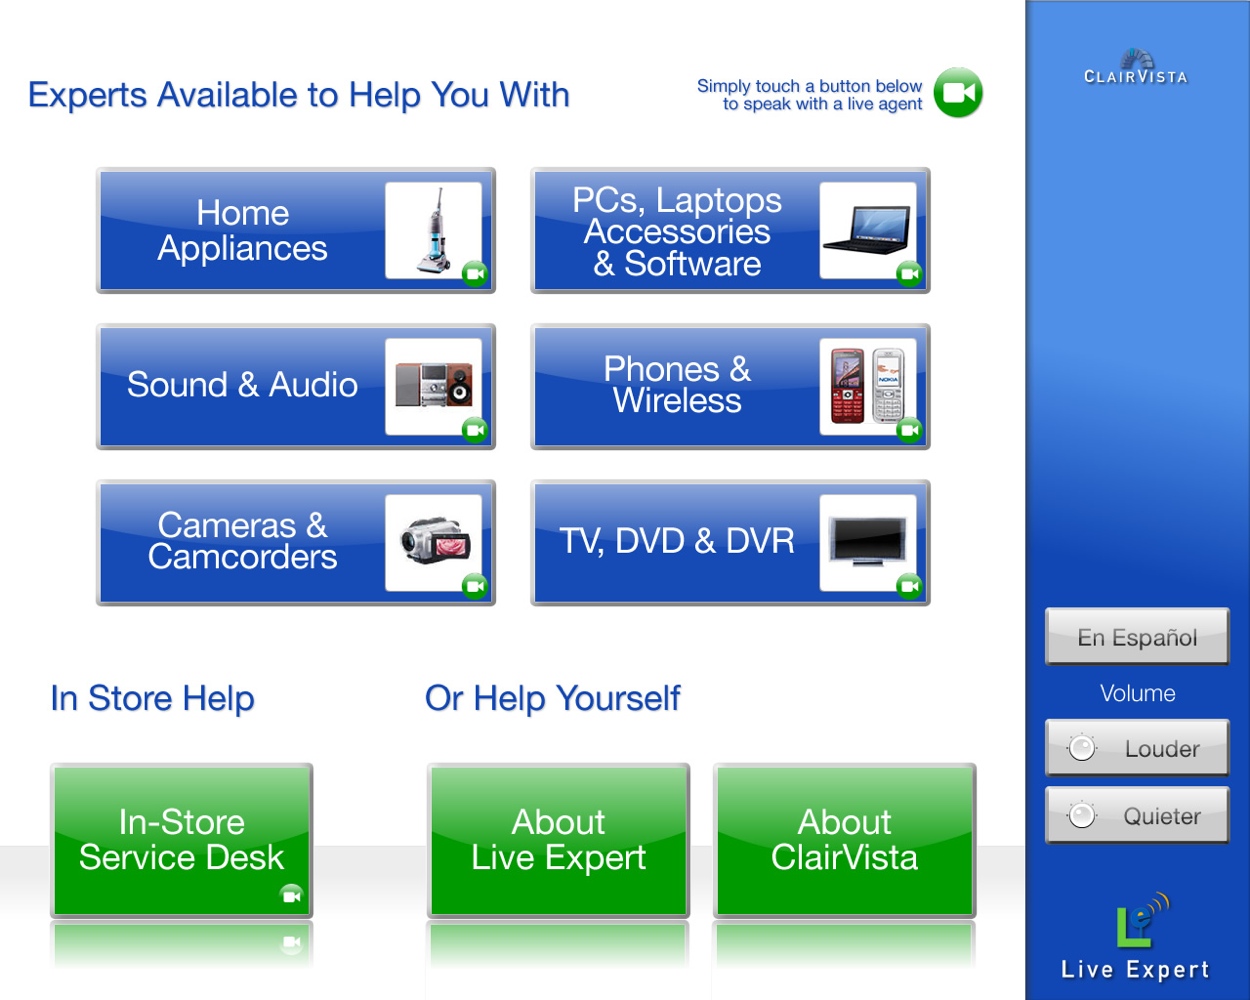 Experts Available to Help You With
Simply touch a button below
to speak with a live agent
CLAIRVISTA
Home
Appliances
PCs, Laptops
Accessories
& Software
Sound & Audio
Phones &
Wireless
NOKIA
Cameras &
Camcorders
TV, DVD & DVR
En Español
Volume
Louder
Quieter
In Store Help
Or Help Yourself
In-Store
Service Desk
About
Live Expert
About
ClairVista
Le
Live Expert